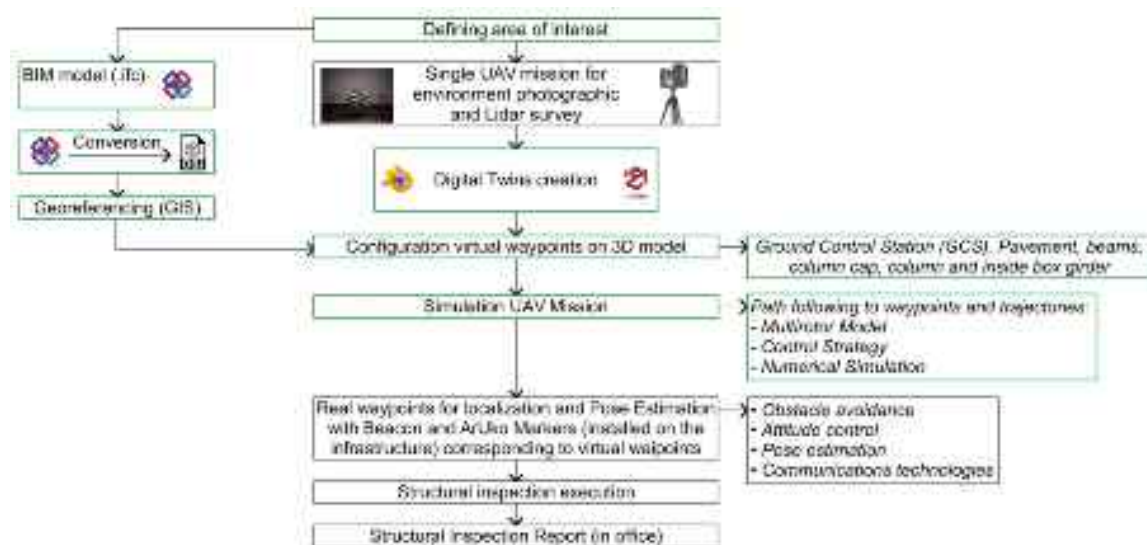 Defining area of interest
BIM model (.ifc)
Single UAV mission for
environment photographic
and Lidar survey
Conversion
Digital Twins creation
Georeferencing (GIS)
Configuration virtual waypoints on 3D model
Ground Control Station (GCS). Pavement, beams,
column cap, column and inside box girder
Simulation UAV Mission
Path following to waypoints and trajectories
- Multirotor Model
- Control Strategy
- Numerical Simulation
Real waypoints for localization and Pose Estimation
with Beacon and ArUko Markers (installed on the
infrastructure) corresponding to virtual waipoints
• Obstacle avoidance
• Attitude control
• Pose estimation
• Communications technologies
Structural inspection execution
Structural Inspection Report (in office)